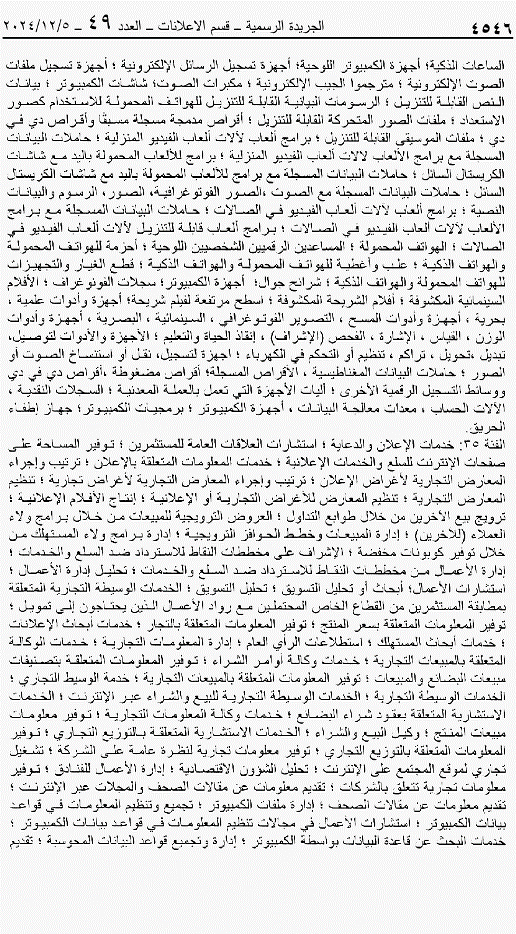 ٤٥٤٦ الجريدة الرسمية ــ قسم الاعلانات ــ العدد ٤٩ ــ ٢٠٢٤/١٢/٥
الساعات الذكية؛ أجهزة الكمبيوتر اللوحية؛ أجهزة تسجيل الرسائل الإلكترونية ؛ أجهزة تسجيل ملفات
الصوت الإلكترونية ؛ مترجموا الجيب الإلكترونية ؛ مكبرات الصوت؛ شاشات الكمبيوتر ؛ بيانات
النص القابلة للتنزيل ؛ الرسومات البيانية القابلة للتنزيل للهواتف المحمولة للاستخدام كصور
الاستعداد ؛ ملفات الصور المتحركة القابلة للتنزيل ؛ أقراص مدمجة مسجلة مسبقاً وأقراص دي في
دي ؛ ملفات الموسيقى القابلة للتنزيل ؛ برامج ألعاب لآلات ألعاب الفيديو المنزلية ؛ حاملات البيانات
المسجلة مع برامج الألعاب لآلات ألعاب الفيديو المنزلية ؛ برامج للألعاب المحمولة باليد مع شاشات
الكريستال السائل ؛ حاملات البيانات المسجلة مع برامج للألعاب المحمولة باليد مع شاشات الكريستال
السائل ؛ حاملات البيانات المسجلة مع الصوت ،الصور الفوتوغرافية، الصور، الرسوم والبيانات
النصية ؛ برامج ألعاب لآلات ألعاب الفيديو في الصالات ؛ حاملات البيانات المسجلة مع برامج
الألعاب لآلات ألعاب الفيديو في الصالات ؛ برامج ألعاب قابلة للتنزيل لآلات ألعاب الفيديو في
الصالات ؛ الهواتف المحمولة ؛ المساعدين الرقميين الشخصيين اللوحية ؛ أحزمة للهواتف المحمولة
والهواتف الذكية ؛ علب وأغطية للهواتف المحمولة والهواتف الذكية ؛ قطع الغيار والتجهيزات
للهواتف المحمولة والهواتف الذكية ؛ شرائح جوال؛ أجهزة الكمبيوتر؛ سجلات الفونوغراف ؛ الأفلام
السينمائية المكشوفة ؛ أفلام الشريحة المكشوفة ؛ اسطح مرتفعة لفيلم شريحة؛ أجهزة وأدوات علمية ،
بحرية ، أجهزة وأدوات المسح ، التصوير الفوتوغرافي ، السينمائية ، البصرية ، أجهزة وأدوات
الوزن ، القياس ، الإشارة ، الفحص (الإشراف) ، إنقاذ الحياة والتعليم ؛ الأجهزة والأدوات لتوصيل،
تبديل ،تحويل ، تراكم ، تنظيم أو التحكم في الكهرباء ؛ اجهزة لتسجيل، نقل أو استنساخ الصوت أو
الصور ؛ حاملات البيانات المغناطيسية ، الأقراص المسجلة؛ أقراص مضغوطة ،أقراص دي في دي
ووسائط التسجيل الرقمية الأخرى ؛ آليات الأجهزة التي تعمل بالعملة المعدنية ؛ السجلات النقدية ،
الآلات الحساب ، معدات معالجة البيانات ، أجهزة الكمبيوتر ؛ برمجيات الكمبيوتر؛ جهاز إطفاء
الحريق.
الفئة ٣٥: خدمات الإعلان والدعاية ؛ استشارات العلاقات العامة للمستثمرين ؛ توفير المساحة على
صفحات الإنترنت للسلع والخدمات الإعلانية ؛ خدمات المعلومات المتعلقة بالإعلان ؛ ترتيب وإجراء
المعارض التجارية لأغراض الإعلان ؛ ترتيب وإجراء المعارض التجارية لأغراض تجارية ؛ تنظيم
المعارض التجارية ؛ تنظيم المعارض للأغراض التجارية أو الإعلانية ؛ إنتاج الأفلام الإعلانية ؛
ترويج بيع الآخرين من خلال طوابع التداول ؛ العروض الترويجية للمبيعات من خلال برامج ولاء
العملاء (للآخرين) ؛ إدارة المبيعات وخطط الحوافز الترويجية ؛ إدارة برامج ولاء المستهلك من
خلال توفير كوبونات مخفضة ؛ الإشراف على مخططات النقاط للاسترداد ضد السلع والخدمات ؛
إدارة الأعمال من مخططات النقاط للاسترداد ضد السلع والخدمات ؛ تحليل إدارة الأعمال ؛
استشارات الأعمال؛ أبحاث أو تحليل التسويق ؛ تحليل التسويق ؛ الخدمات الوسيطة التجارية المتعلقة
بمطابقة المستثمرين من القطاع الخاص المحتملين مع رواد الأعمال الذين يحتاجون إلى تمويل ؛
توفير المعلومات المتعلقة بسعر المنتج ؛ توفير المعلومات المتعلقة بالتجار ؛ خدمات أبحاث الإعلانات
؛ خدمات أبحاث المستهلك ؛ استطلاعات الرأي العام ؛ إدارة المعلومات التجارية ؛ خدمات الوكالة
المتعلقة بالمبيعات التجارية ؛ خدمات وكالة أوامر الشراء ؛ توفير المعلومات المتعلقة بتصنيفات
مبيعات البضائع والمبيعات ؛ توفير المعلومات المتعلقة بالمبيعات التجارية ؛ خدمة الوسيط التجاري ؛
الخدمات الوسيطة التجارية ؛ الخدمات الوسيطة التجارية للبيع والشراء عبر الإنترنت ؛ الخدمات
الاستشارية المتعلقة بعقود شراء البضائع ؛ خدمات وكالة المعلومات التجارية ؛ توفير معلومات
مبيعات المنتج ؛ وكيل البيع والشراء ؛ الخدمات الاستشارية المتعلقة بالتوزيع التجاري ؛ توفير
المعلومات المتعلقة بالتوزيع التجاري ؛ توفير معلومات تجارية لنظرة عامة على الشركة ؛ تشغيل
تجاري لموقع المجتمع على الإنترنت ؛ تحليل الشؤون الاقتصادية ؛ إدارة الأعمال للفنادق ؛ توفير
معلومات تجارية تتعلق بالشركات ؛ تقديم معلومات عن مقالات الصحف والمجلات عبر الإنترنت ؛
تقديم معلومات عن مقالات الصحف ؛ إدارة ملفات الكمبيوتر ؛ تجميع وتنظيم المعلومات في قواعد
بيانات الكمبيوتر ؛ استشارات الأعمال في مجالات تنظيم المعلومات في قواعد بيانات الكمبيوتر ؛
خدمات البحث عن قاعدة البيانات بواسطة الكمبيوتر ؛ إدارة وتجميع قواعد البيانات المحوسبة ؛ تقديم